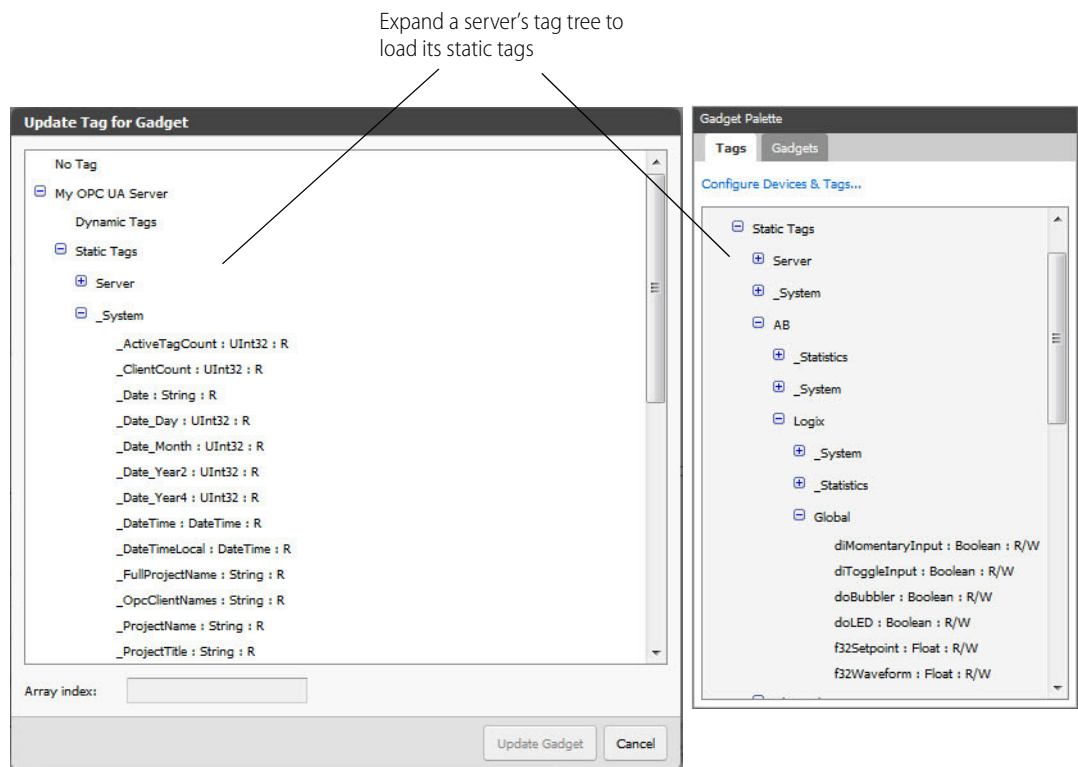 Expand a server’s tag tree to
load its static tags
Update Tag for Gadget
No Tag
My OPC UA Server
Dynamic Tags
Static Tags
Server
_System
_ActiveTagCount : UInt32 : R
_ClientCount : UInt32 : R
_Date : String : R
_Date_Day : UInt32 : R
_Date_Month : UInt32 : R
_Date_Year2 : UInt32 : R
_Date_Year4 : UInt32 : R
_DateTime : DateTime : R
_DateTimeLocal : DateTime : R
_FullProjectName : String : R
_OpcClientNames : String : R
_ProjectName : String : R
_ProjectTitle : String : R
Array index:
Update Gadget
Cancel
Gadget Palette
Tags
Gadgets
Configure Devices & Tags...
Static Tags
Server
_System
AB
_Statistics
_System
Logix
_System
_Statistics
Global
diMomentaryInput : Boolean : R/W
diToggleInput : Boolean : R/W
doBubbler : Boolean : R/W
doLED : Boolean : R/W
f32Setpoint : Float : R/W
f32Waveform : Float : R/W